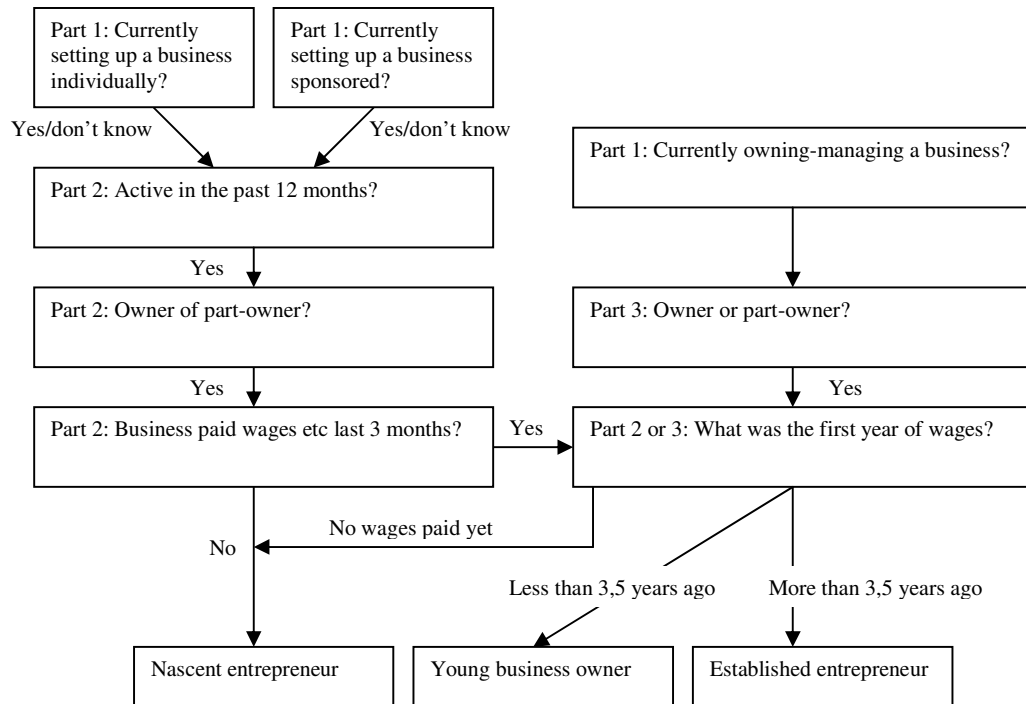 Part 1: Currently
setting up a business
individually?
Part 1: Currently
setting up a business
sponsored?
Yes/don’t know
Yes/don’t know
Part 1: Currently owning-managing a business?
Part 2: Active in the past 12 months?
Yes
Part 2: Owner of part-owner?
Part 3: Owner or part-owner?
Yes
Yes
Part 2: Business paid wages etc last 3 months?
Yes
Part 2 or 3: What was the first year of wages?
No wages paid yet
No
Less than 3,5 years ago
More than 3,5 years ago
Nascent entrepreneur
Young business owner
Established entrepreneur